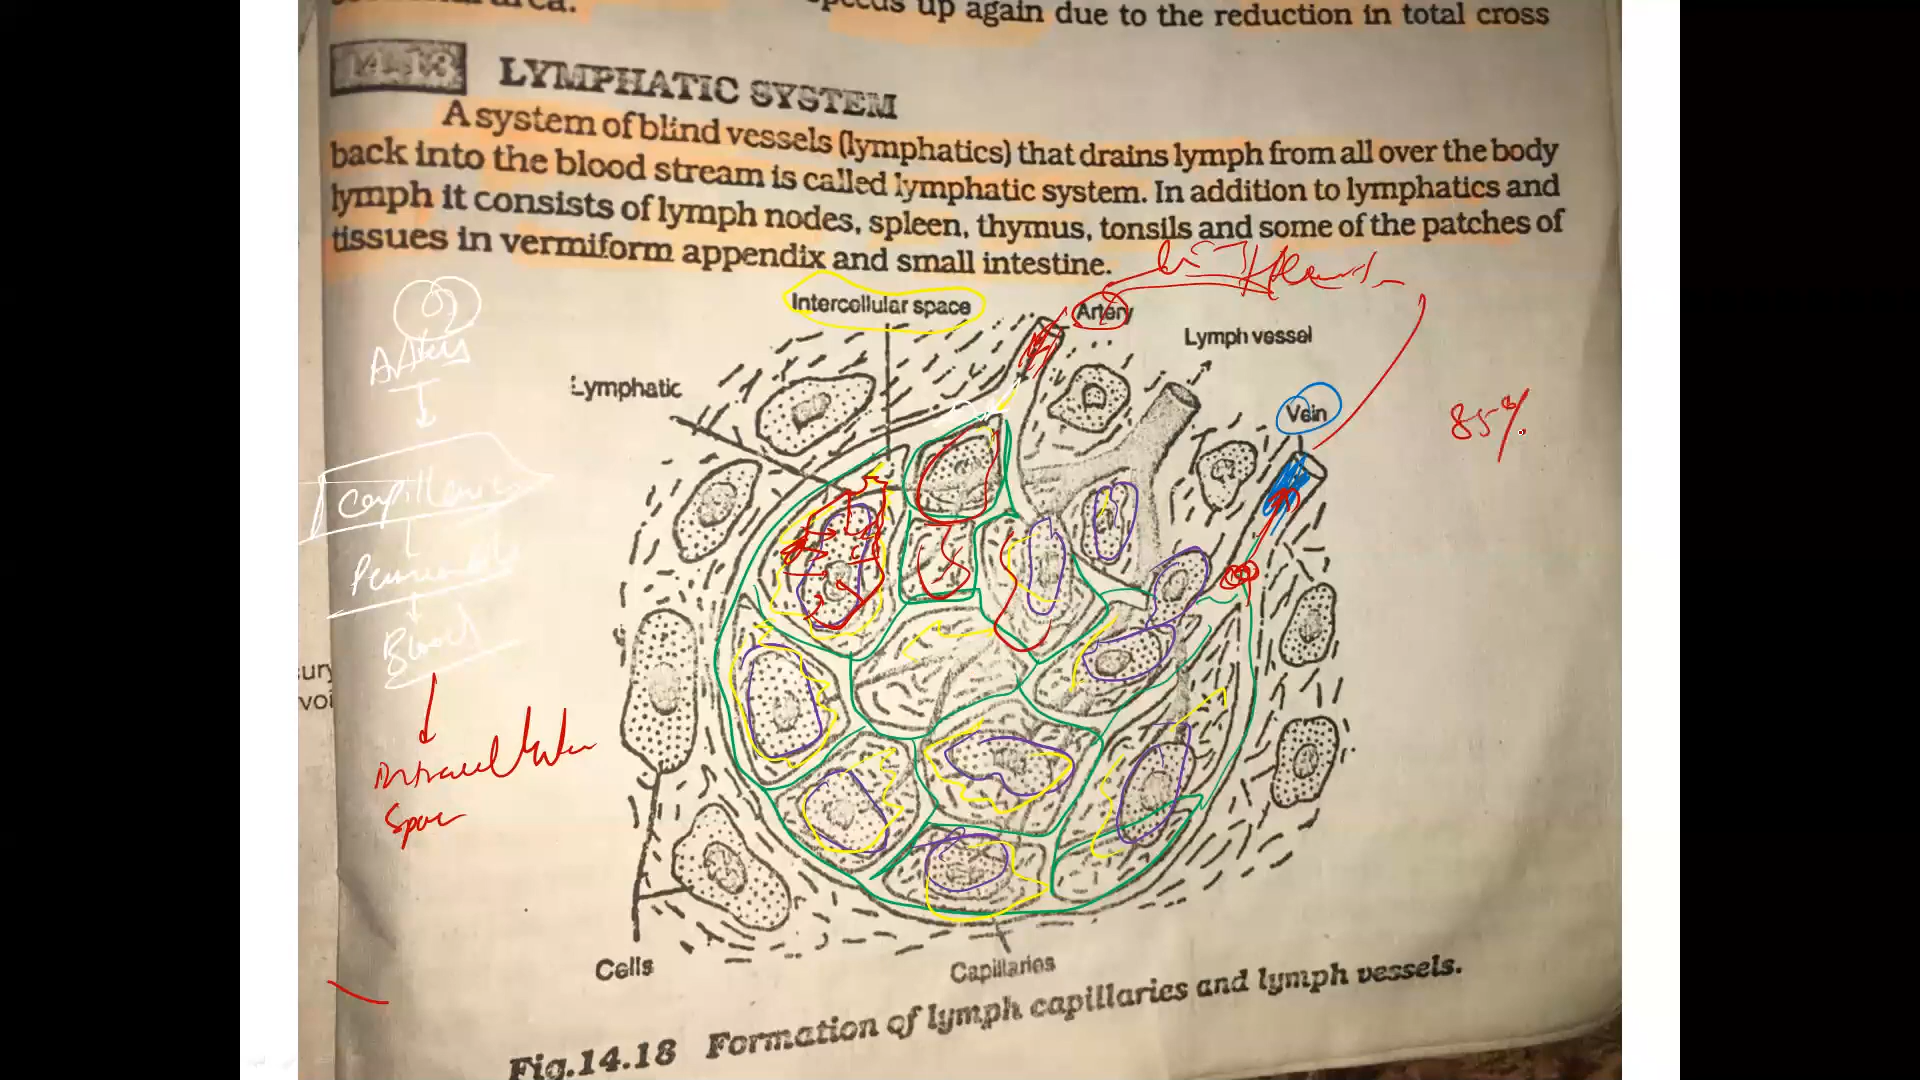 up again due to the reduction in total cross
LYMPHATIC SYSTEM
A system of blind vessels (lymphatics) that drains lymph from all over the body
back into the blood stream is called lymphatic system. In addition to lymphatics and
lymph it consists of lymph nodes, spleen, thymus, tonsils and some of the patches of
tissues in vermiform appendix and small intestine.
Intercellular space
Artery
Lymph vessel
Lymphatic
Vein
85%
Blood
Cells
Capillaries
Fig.14.18 Formation of lymph capillaries and lymph vessels.